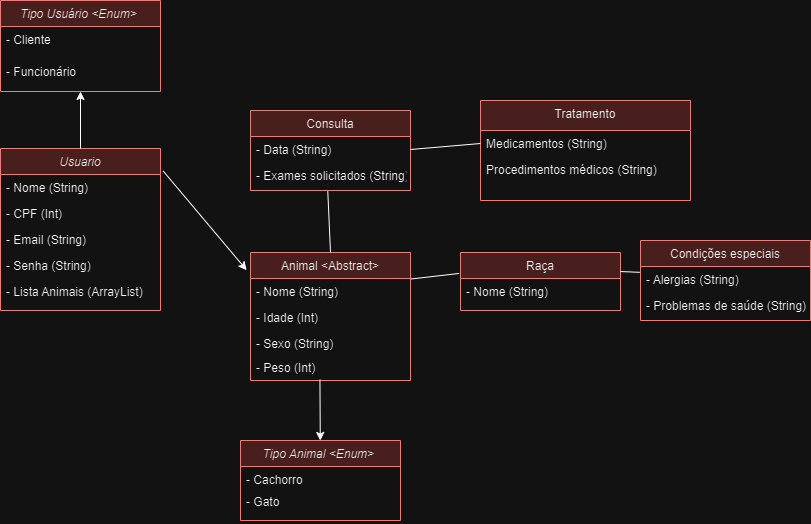 Tipo Usuário <Enum>
- Cliente
- Funcionário
Usuario
- Nome (String)
- CPF (Int)
- Email (String)
- Senha (String)
- Lista Animais (ArrayList)
Consulta
- Data (String)
- Exames solicitados (String)
Tratamento
Medicamentos (String)
Procedimentos médicos (String)
Animal <Abstract>
- Nome (String)
- Idade (Int)
- Sexo (String)
- Peso (Int)
Raça
- Nome (String)
Condições especiais
- Alergias (String)
- Problemas de saúde (String)
Tipo Animal <Enum>
- Cachorro
- Gato